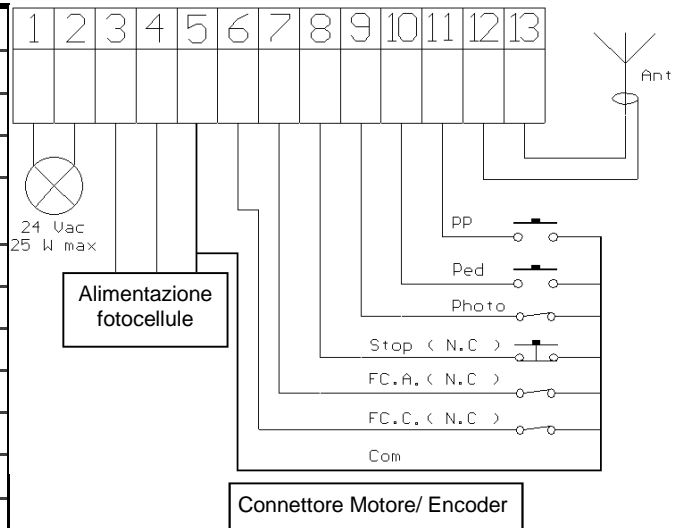 1 2 3 4 5 6 7 8 9 10 11 12 13
Ant
24 Vac
25 W max
PP
Ped
Alimentazione
fotocellule
Photo
Stop ( N.C )
FC.A. ( N.C )
FC.C. ( N.C )
Com
Connettore Motore/ Encoder